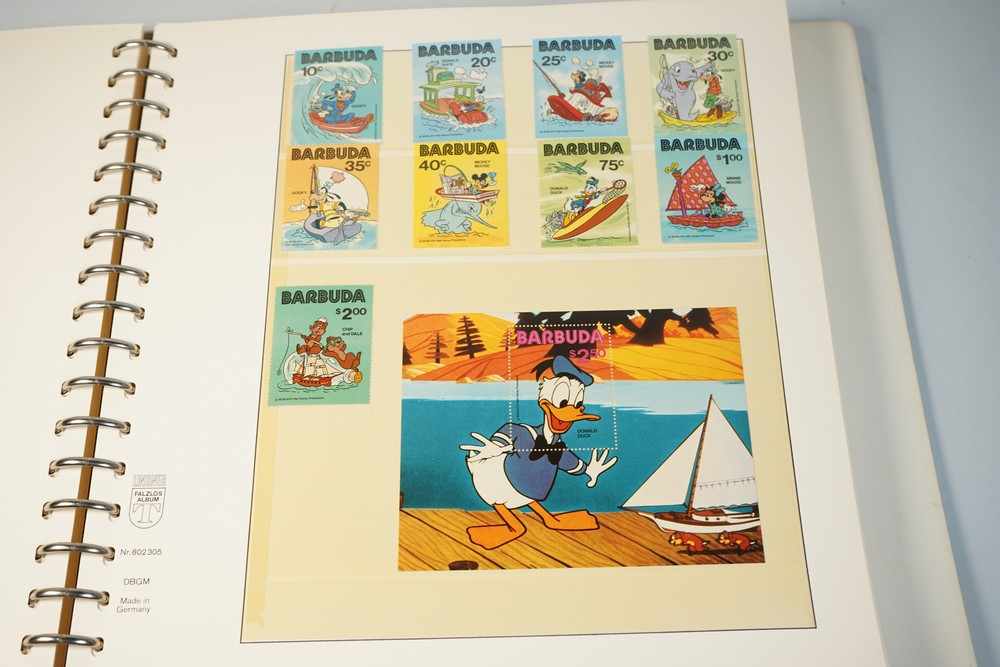 BARBUDA
10c
GOOFY
BARBUDA
DONALD
DUCK
20c
BARBUDA
25c
MICKEY
MOUSE
BARBUDA
30c
GOOFY
BARBUDA
35c
GOOFY
BARBUDA
40c
MICKEY
MOUSE
BARBUDA
75c
DONALD
DUCK
BARBUDA
$1.00
MINNIE
MOUSE
BARBUDA
$2.00
CHIP
and DALE
BARBUDA
$2.50
DONALD
DUCK
LINDNER
FALZLOS
ALBUM
T
Nr. 802305
DBGM
Made in
Germany